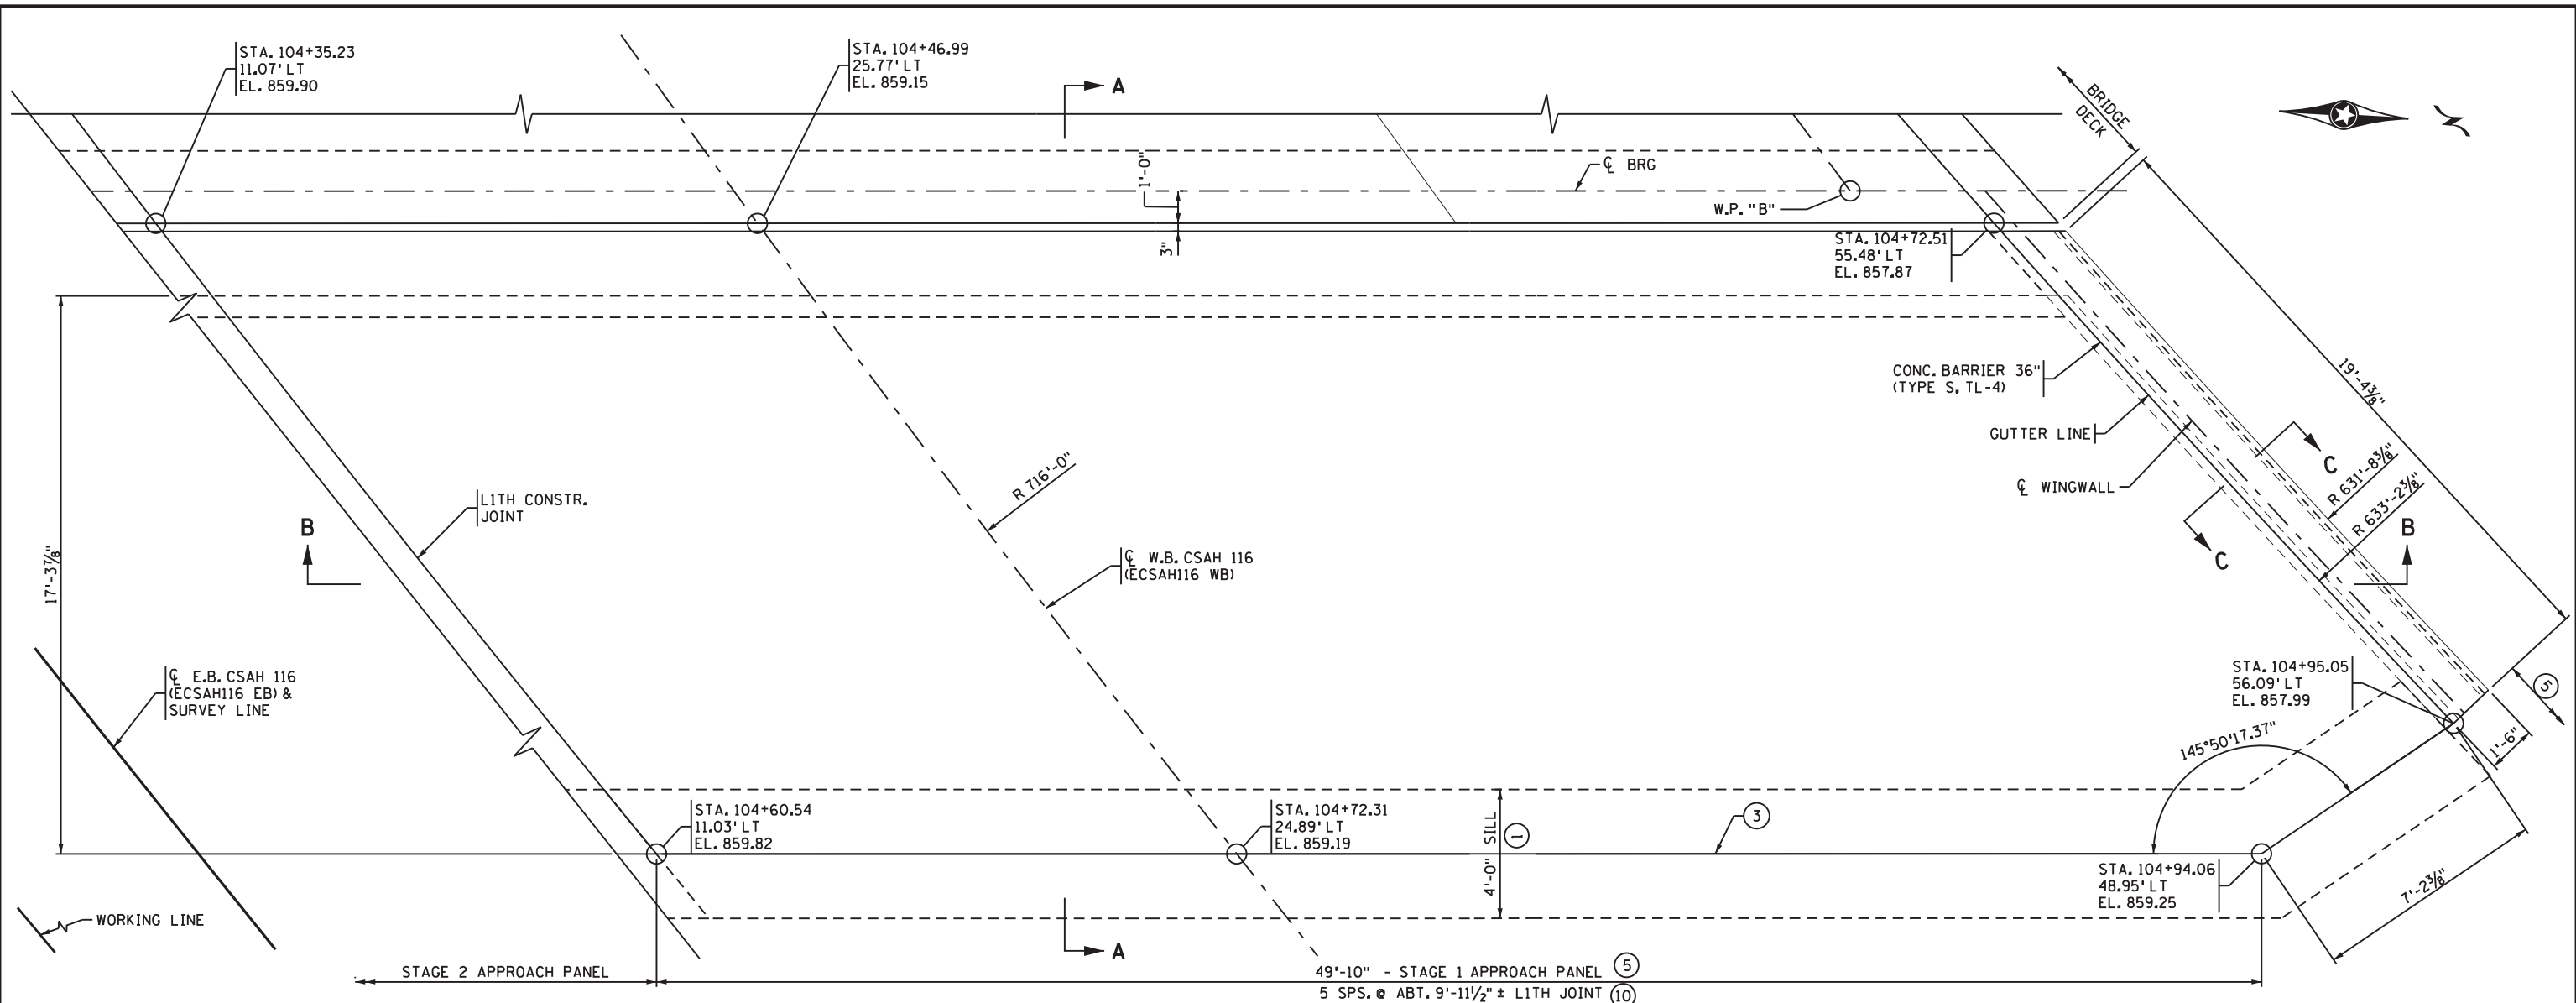 STA. 104+35.23
11.07' LT
EL. 859.90
STA. 104+46.99
25.77' LT
EL. 859.15
A
BRIDGE
DECK
N
1'-0"
℄ BRG
W.P. "B"
3"
STA. 104+72.51
55.48' LT
EL. 857.87
CONC. BARRIER 36"
(TYPE S, TL-4)
19'-4⅜"
GUTTER LINE
C
R 631'-8⅜"
℄ WINGWALL
R 633'-2⅜"
R 716'-0"
L1TH CONSTR.
JOINT
B
B
C
17'-3⅞"
℄ W.B. CSAH 116
(ECSAH116 WB)
℄ E.B. CSAH 116
(ECSAH116 EB) &
SURVEY LINE
STA. 104+95.05
56.09' LT
EL. 857.99
5
145°50'17.37"
1'-6"
STA. 104+60.54
11.03' LT
EL. 859.82
STA. 104+72.31
24.89' LT
EL. 859.19
4'-0" SILL
1
3
STA. 104+94.06
48.95' LT
EL. 859.25
7'-2⅜"
WORKING LINE
A
STAGE 2 APPROACH PANEL
49'-10" - STAGE 1 APPROACH PANEL 5
5 SPS. @ ABT. 9'-11½" ± L1TH JOINT 10